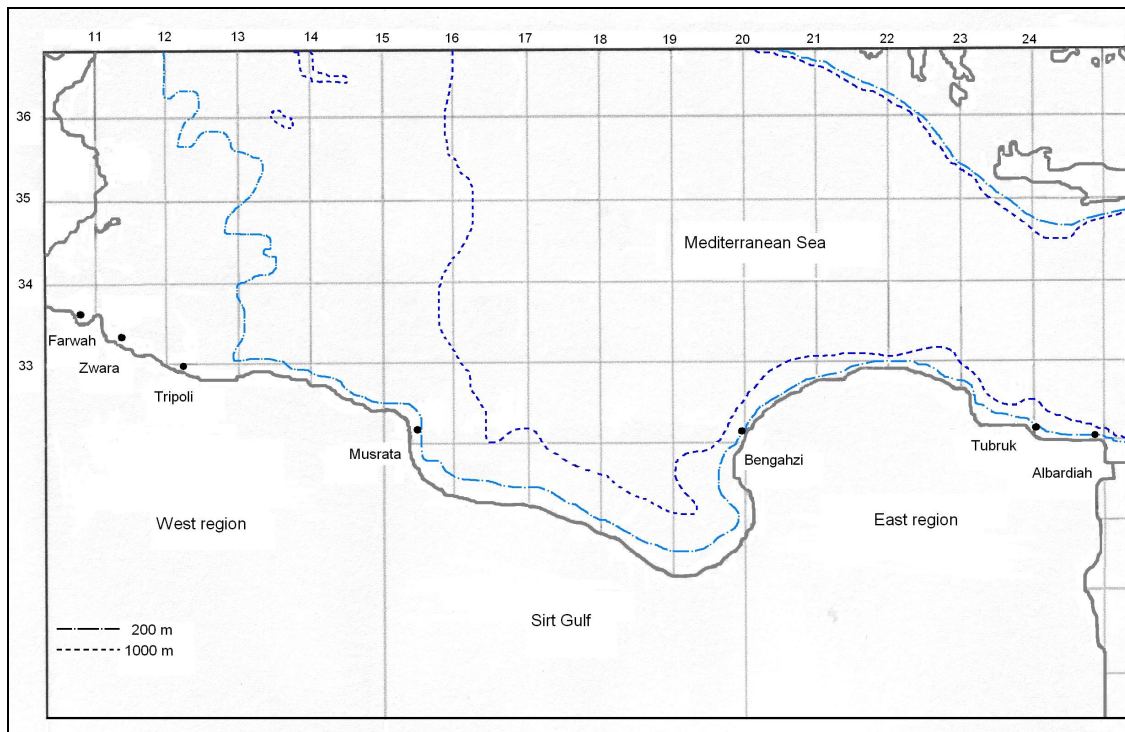 11 12 13 14 15 16 17 18 19 20 21 22 23 24
36
35
Mediterranean Sea
34
Farwah
33
Zwara
Tripoli
Musrata
Bengahzi
Tubruk
Albardiah
West region
East region
Sirt Gulf
200 m
1000 m